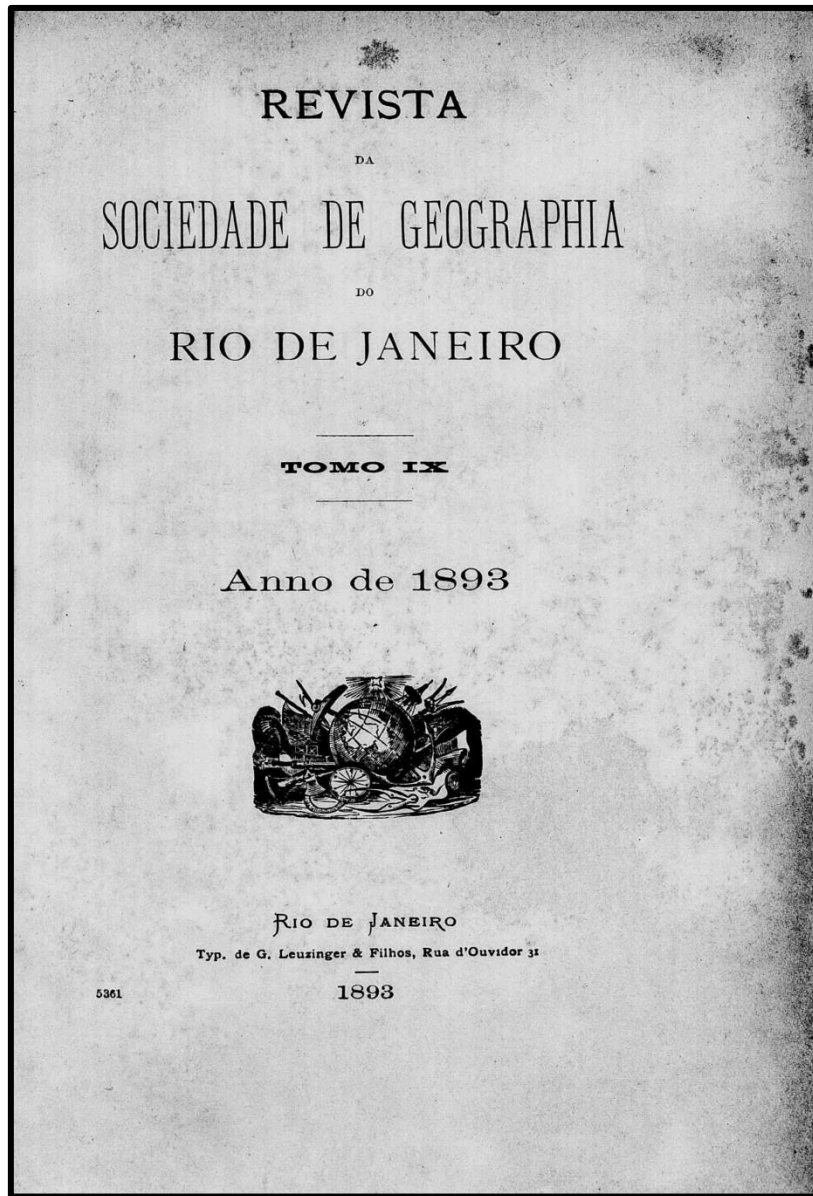 REVISTA
DA
SOCIEDADE DE GEOGRAPHIA
DO
RIO DE JANEIRO
TOMO IX
Anno de 1893
RIO DE JANEIRO
Typ. de G. Leuzinger & Filhos, Rua d'Ouvidor 31
5361
1893